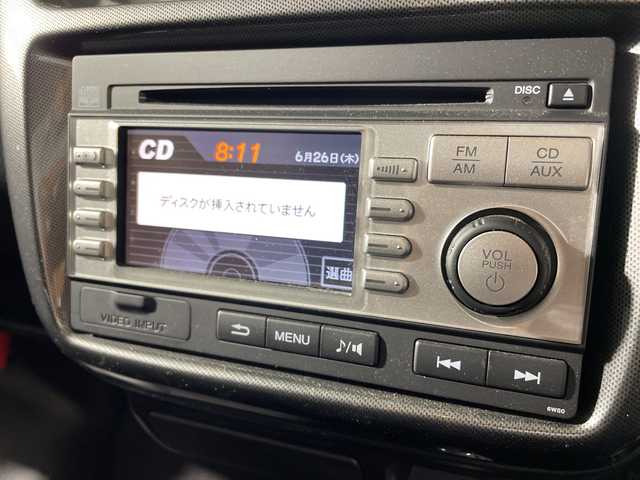 DISC
CD 8:11 6月26日(木)
ディスクが挿入されていません
選曲
FM
AM
CD
AUX
VOL
PUSH
VIDEO INPUT
MENU
6W80